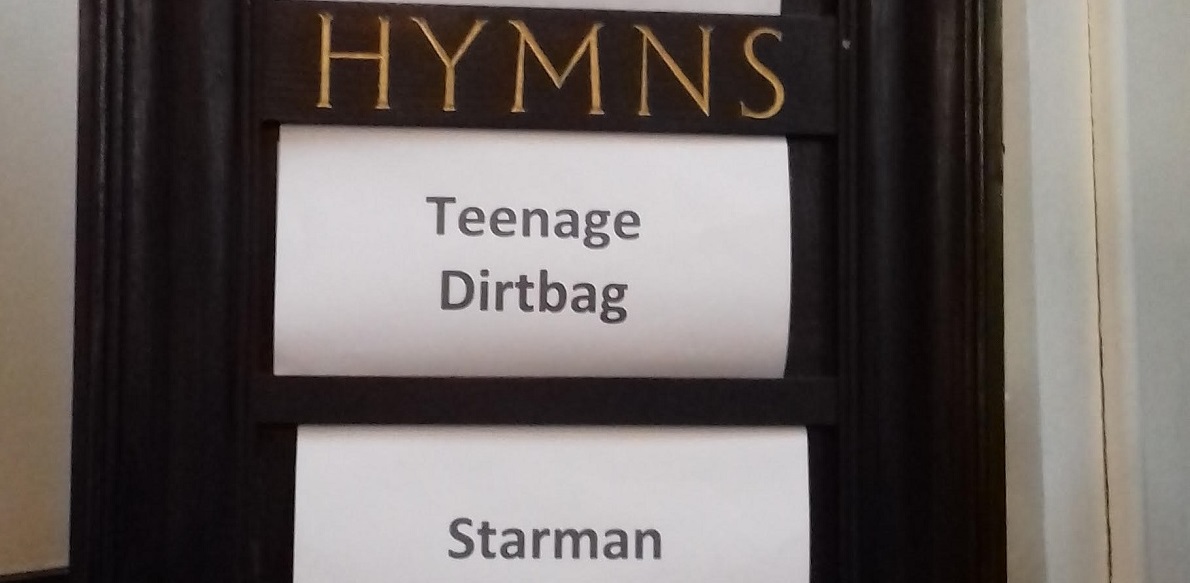 HYMNS
Teenage
Dirtbag
Starman